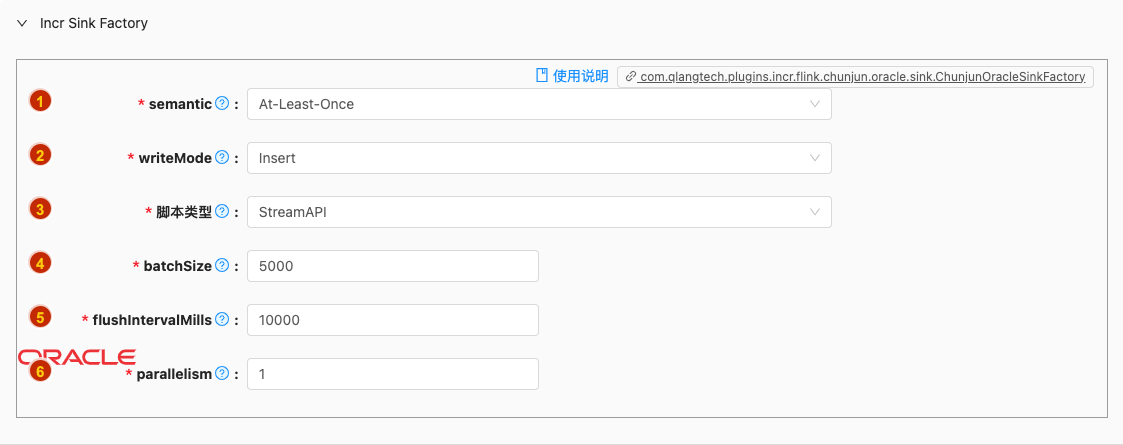 Incr Sink Factory
使用说明 com.qlangtech.plugins.incr.flink.chunjun.oracle.sink.ChunjunOracleSinkFactory
1 * semantic ? : At-Least-Once
2 * writeMode ? : Insert
3 * 脚本类型 ? : StreamAPI
4 * batchSize ? : 5000
5 * flushIntervalMills ? : 10000
ORACLE
6 * parallelism ? : 1